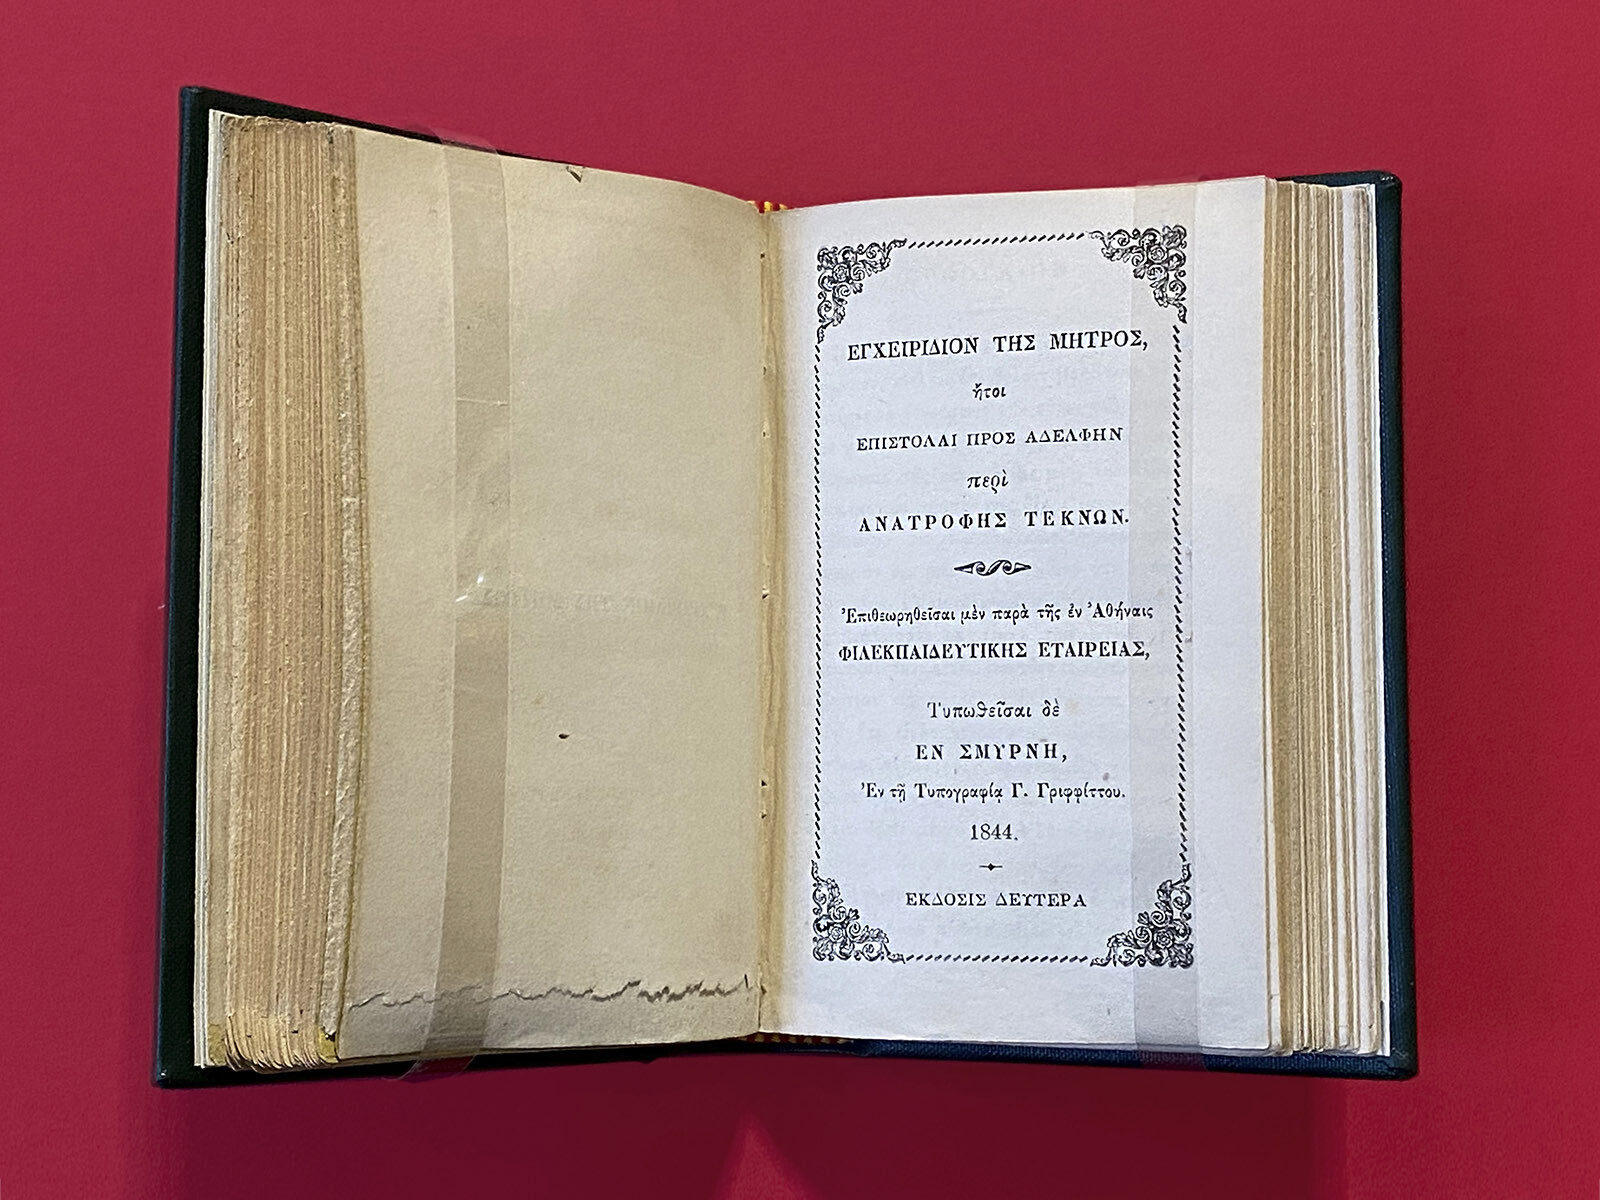 ΕΓΧΕΙΡΙΔΙΟΝ ΤΗΣ ΜΗΤΡΟΣ,
ἤτοι
ΕΠΙΣΤΟΛΑΙ ΠΡΟΣ ΑΔΕΛΦΗΝ
περὶ
ΑΝΑΤΡΟΦΗΣ ΤΕΚΝΩΝ.
Ἐπιθεωρηθεῖσαι μὲν παρὰ τῆς ἐν Ἀθήναις
ΦΙΛΕΚΠΑΙΔΕΥΤΙΚΗΣ ΕΤΑΙΡΕΙΑΣ,
Τυπωθεῖσαι δὲ
ΕΝ ΣΜΥΡΝΗ,
Ἐν τῇ Τυπογραφίᾳ Γ. Γριφφίττου.
1844.
ΕΚΔΟΣΙΣ ΔΕΥΤΕΡΑ